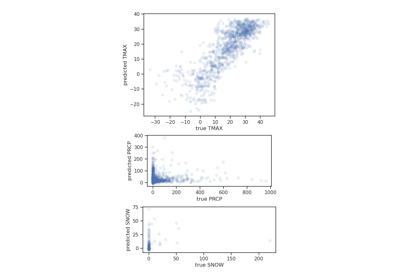 40
30
20
10
0
−10
−20
predicted TMAX
−30 −20 −10 0 10 20 30 40
true TMAX
400
300
200
100
0
predicted PRCP
0 200 400 600 800 1000
true PRCP
75
50
25
0
predicted SNOW
0 50 100 150 200
true SNOW